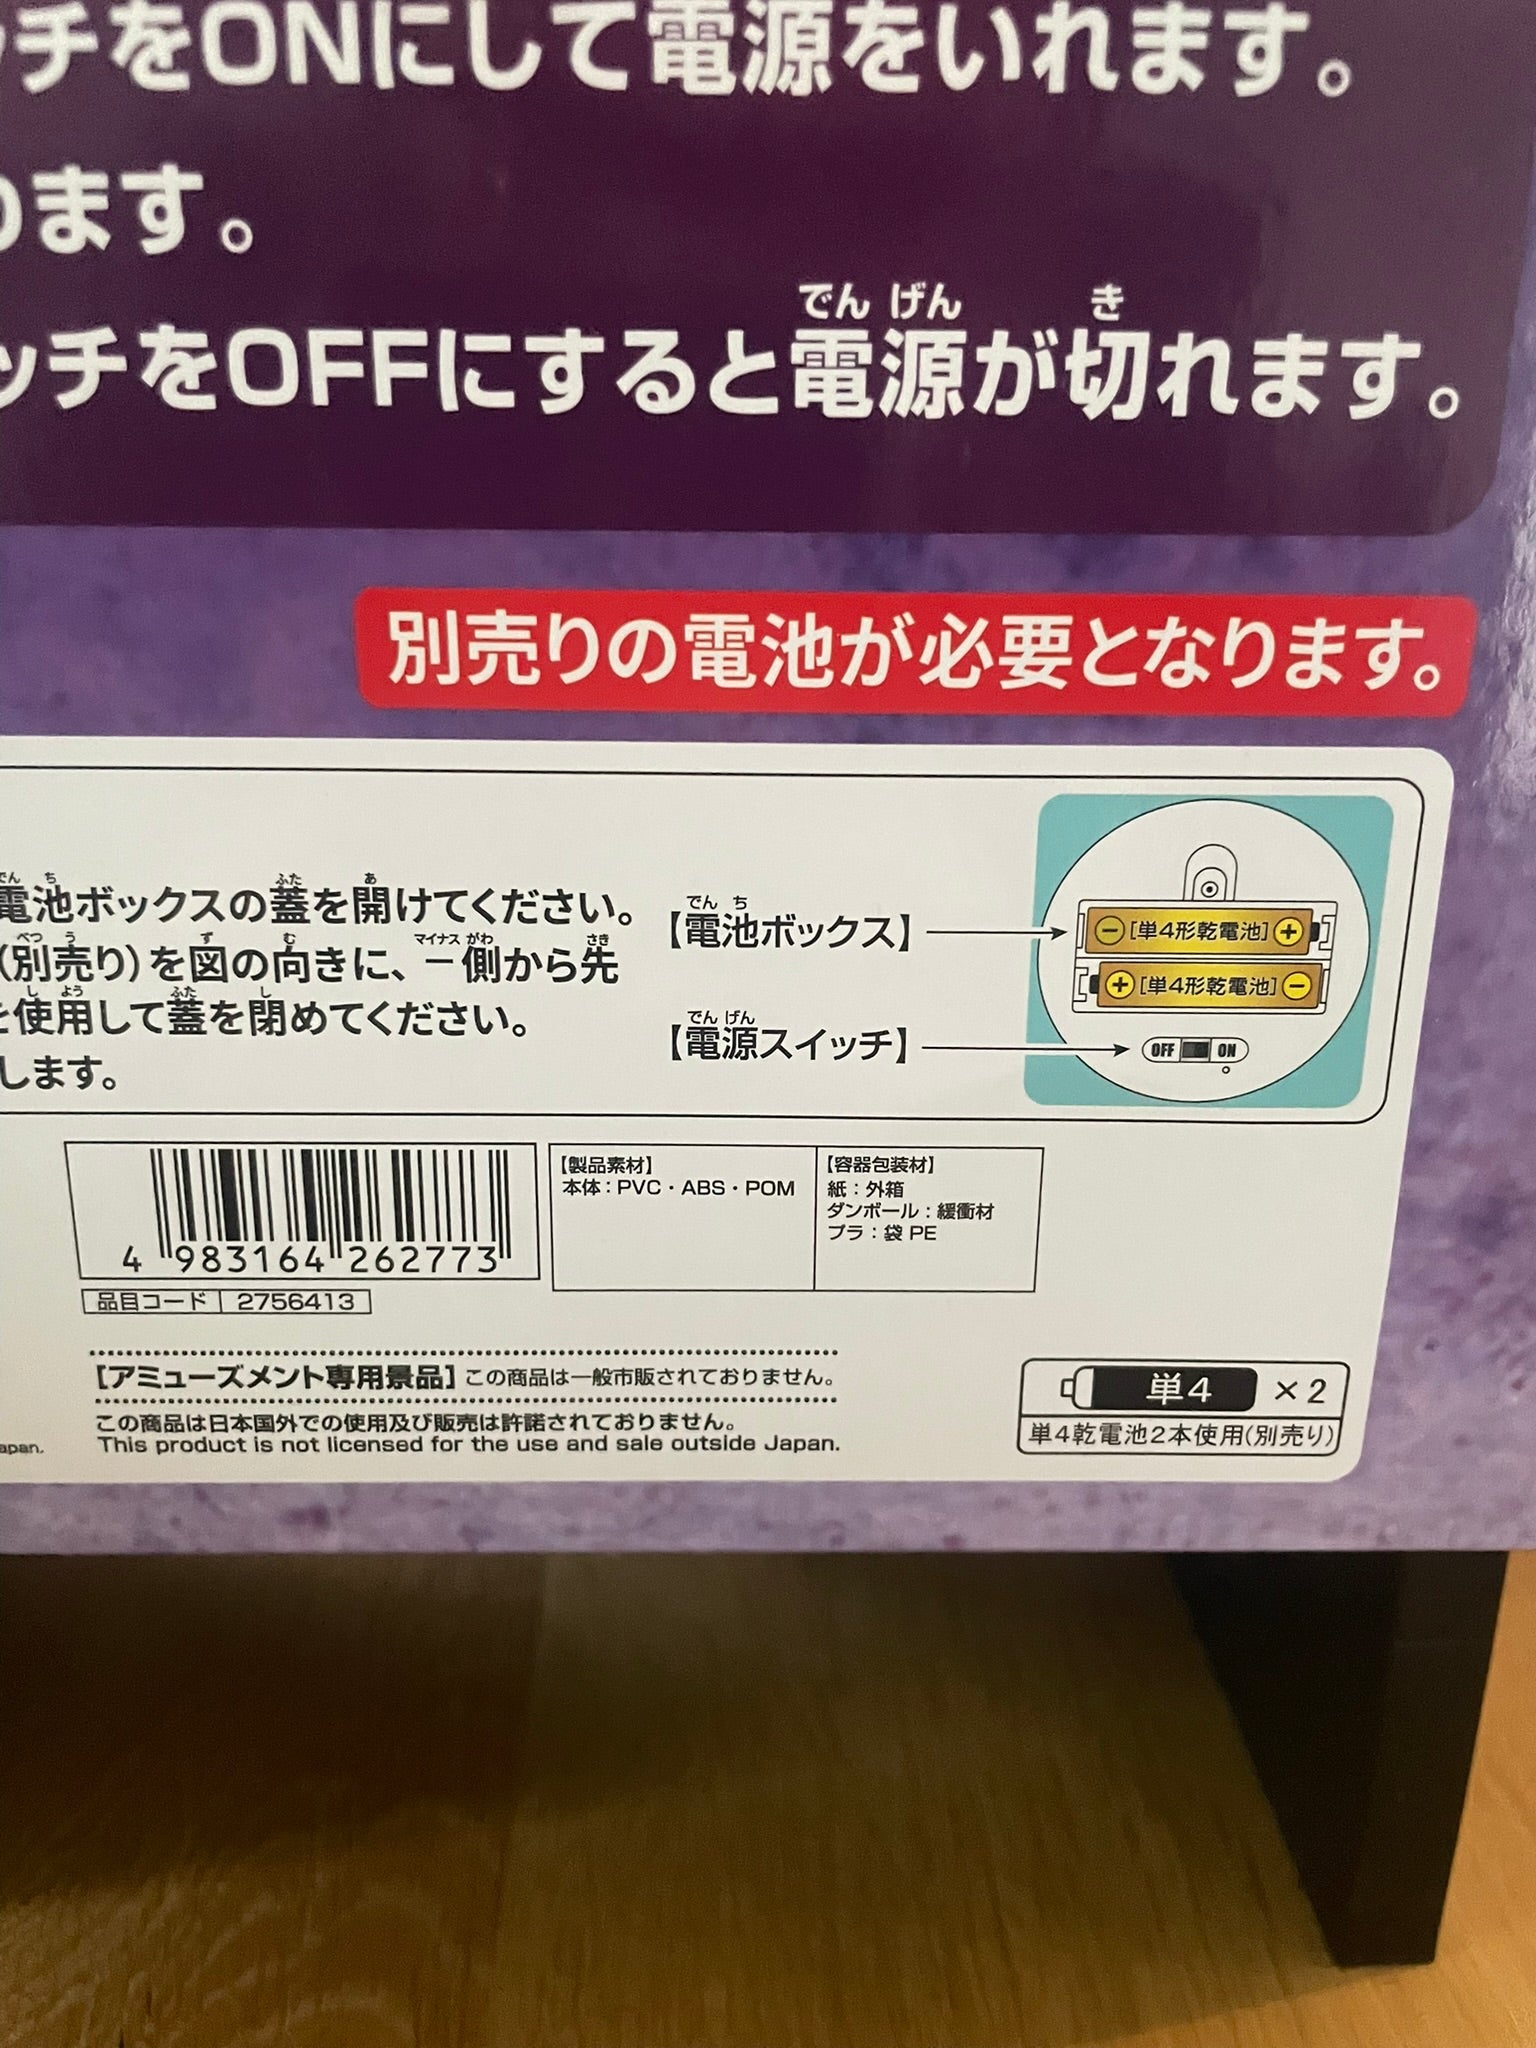 ッチをONにして電源をいれます。
ます。
でん げん き
ッチをOFFにすると電源が切れます。
別売りの電池が必要となります。
でん ち ふた あ
電池ボックスの蓋を開けてください。
べつ う ず む マイナス がわ さき
(別売り)を図の向きに、－側から先
し よう ふた し
を使用して蓋を閉めてください。
します。
でん ち
【電池ボックス】
でん げん
【電源スイッチ】
－[単4形乾電池]＋
＋[単4形乾電池]－
OFF ON
4 983164 262773
品目コード 2756413
【製品素材】
本体：PVC・ABS・POM
【容器包装材】
紙：外箱
ダンボール：緩衝材
プラ：袋 PE
【アミューズメント専用景品】この商品は一般市販されておりません。
この商品は日本国外での使用及び販売は許諾されておりません。
apan. This product is not licensed for the use and sale outside Japan.
単4 ×2
単4乾電池2本使用(別売り)